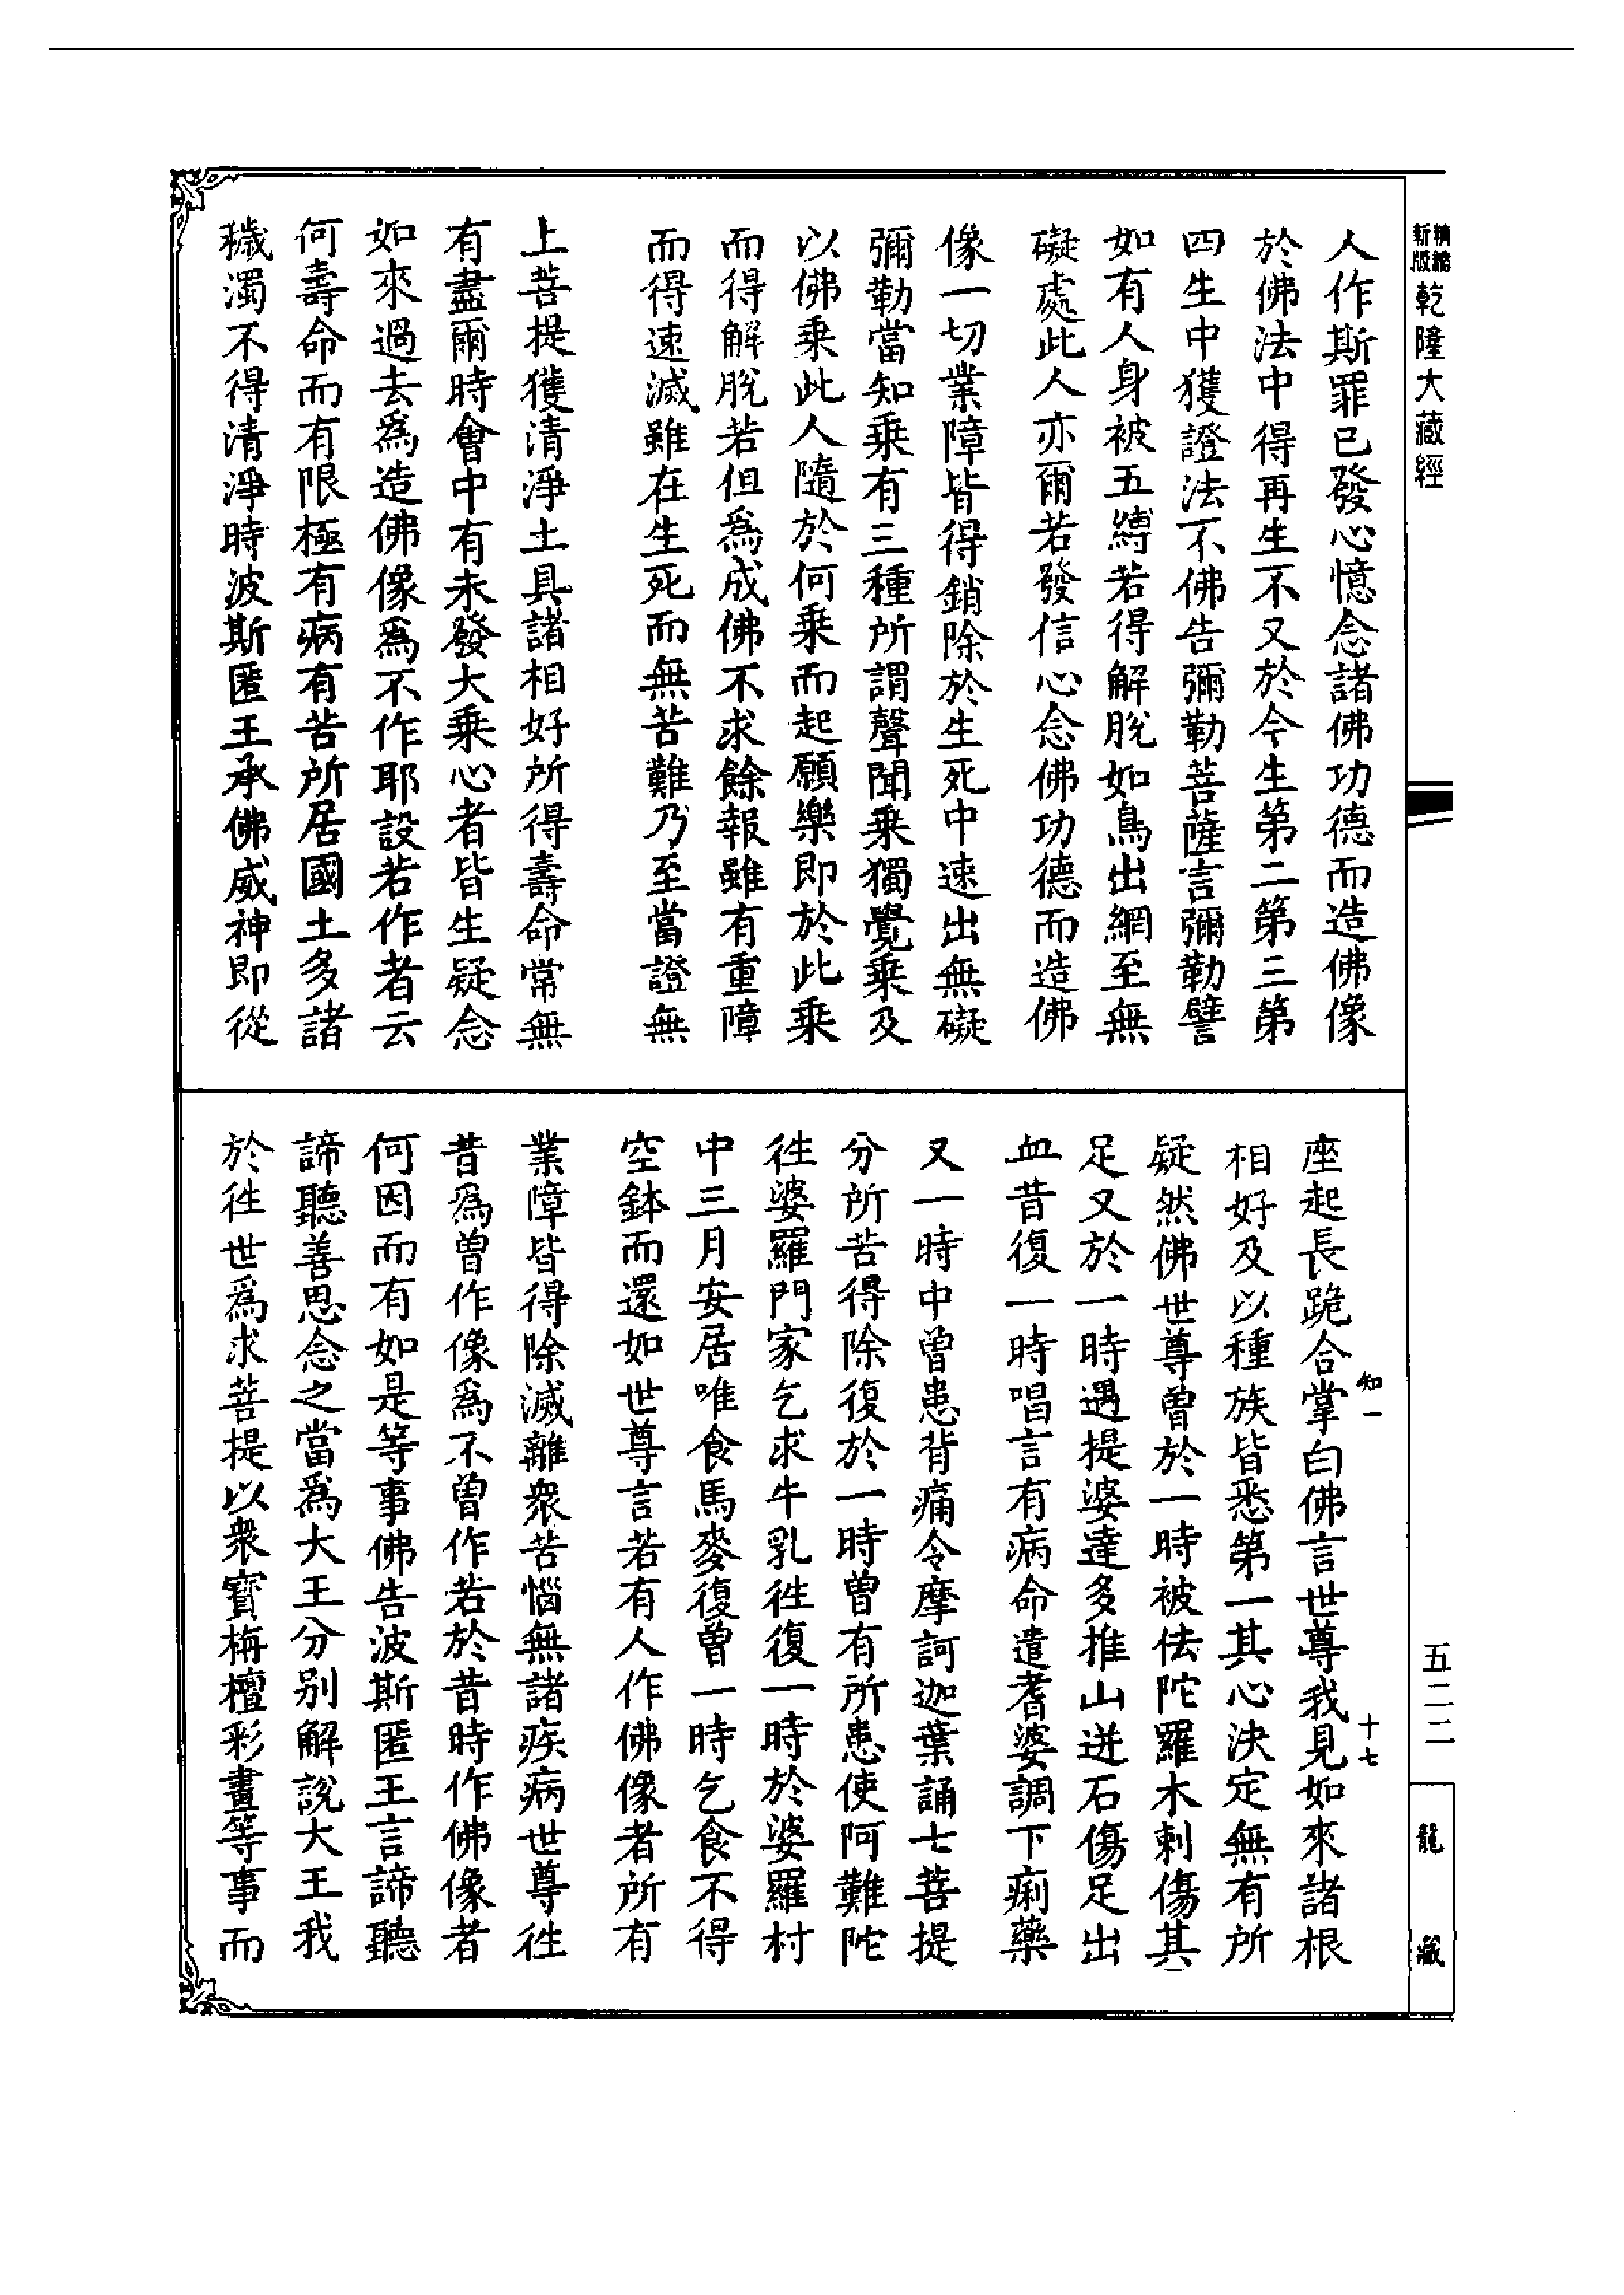 精縮新版乾隆大藏經
人作斯罪已發心憶念諸佛功德而造佛像
於佛法中得再生不又於今生第二第三第
四生中獲證法不佛告彌勒菩薩言彌勒譬
如有人身被五縛若得解脫如鳥出網至無
礙處此人亦爾若發信心念佛功德而造佛
像一切業障皆得銷除於生死中速出無礙
彌勒當知乘有三種所謂聲聞乘獨覺乘及
以佛乘此人隨於何乘而起願樂即於此乘
而得解脫若但為成佛不求餘報雖有重障
而得速滅雖在生死而無苦難乃至當證無
上菩提獲清淨土具諸相好所得壽命常無
有盡爾時會中有未發大乘心者皆生疑念
如來過去為造佛像為不作耶設若作者云
何壽命而有限極有病有苦所居國土多諸
穢濁不得清淨時波斯匿王承佛威神即從
座起長跪合掌白佛言世尊我見如來諸根
相好及以種族皆悉第一其心決定無有所
疑然佛世尊曾於一時被佉陀羅木刺傷其
足又於一時遇提婆達多推山迸石傷足出
血昔復一時唱言有病命遣耆婆調下痢藥
又一時中曾患背痛令摩訶迦葉誦七菩提
分所苦得除復於一時曾有所患使阿難陀
往婆羅門家乞求牛乳往復一時於婆羅村
中三月安居唯食馬麥復曾一時乞食不得
空鉢而還如世尊言若有人作佛像者所有
業障皆得除滅離眾苦惱無諸疾病世尊往
昔為曾作像為不曾作若於昔時作佛像者
何因而有如是等事佛告波斯匿王言諦聽
諦聽善思念之當為大王分別解說大王我
於往世為求菩提以眾寶栴檀彩畫等事而
知一
十七
五二二
龍藏